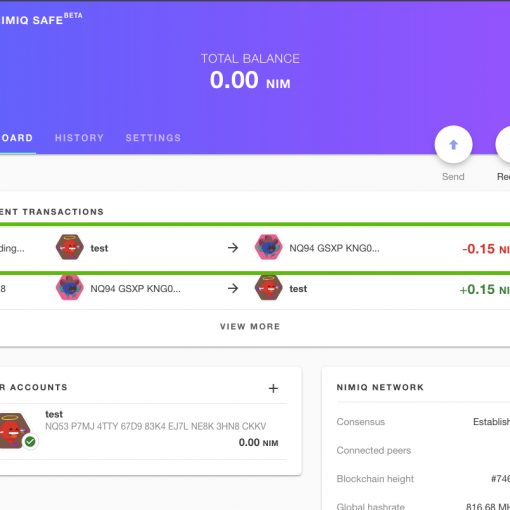 IMIQ SAFE BETA
TOTAL BALANCE
0.00 NIM
OARD HISTORY SETTINGS
Send Rec
ENT TRANSACTIONS
ding... test → NQ94 GSXP KNG0... -0.15 NI
8 NQ94 GSXP KNG0... → test +0.15 NI
VIEW MORE
R ACCOUNTS +
test
NQ53 P7MJ 4TTY 67D9 83K4 EJ7L NE8K 3HN8 CKKV
0.00 NIM
NIMIQ NETWORK
Consensus Establish
Connected peers
Blockchain height #746
Global hashrate 816.68 MH